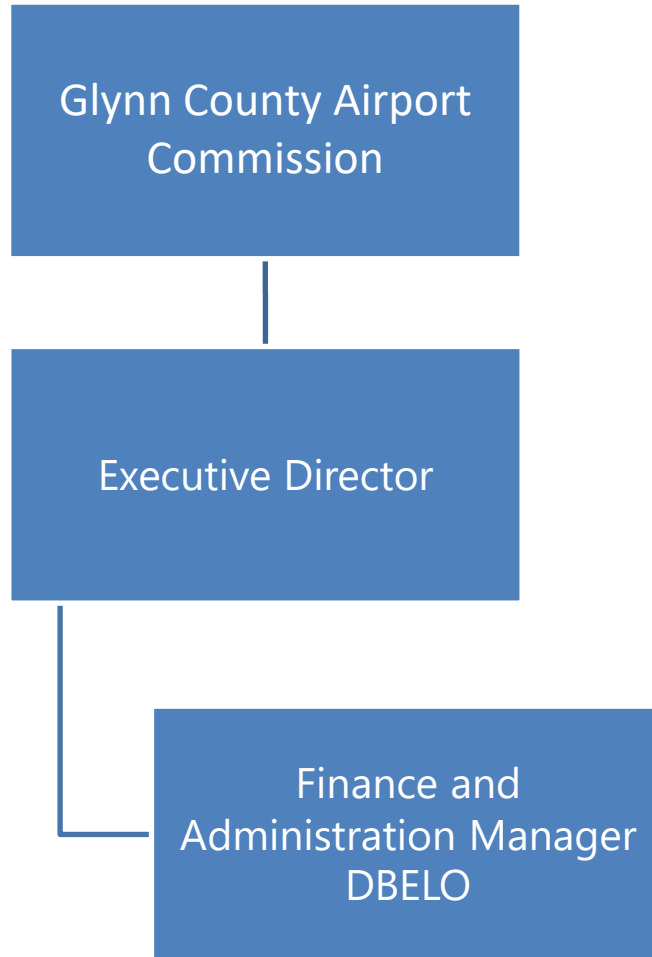 Glynn County Airport
Commission
Executive Director
Finance and
Administration Manager
DBELO